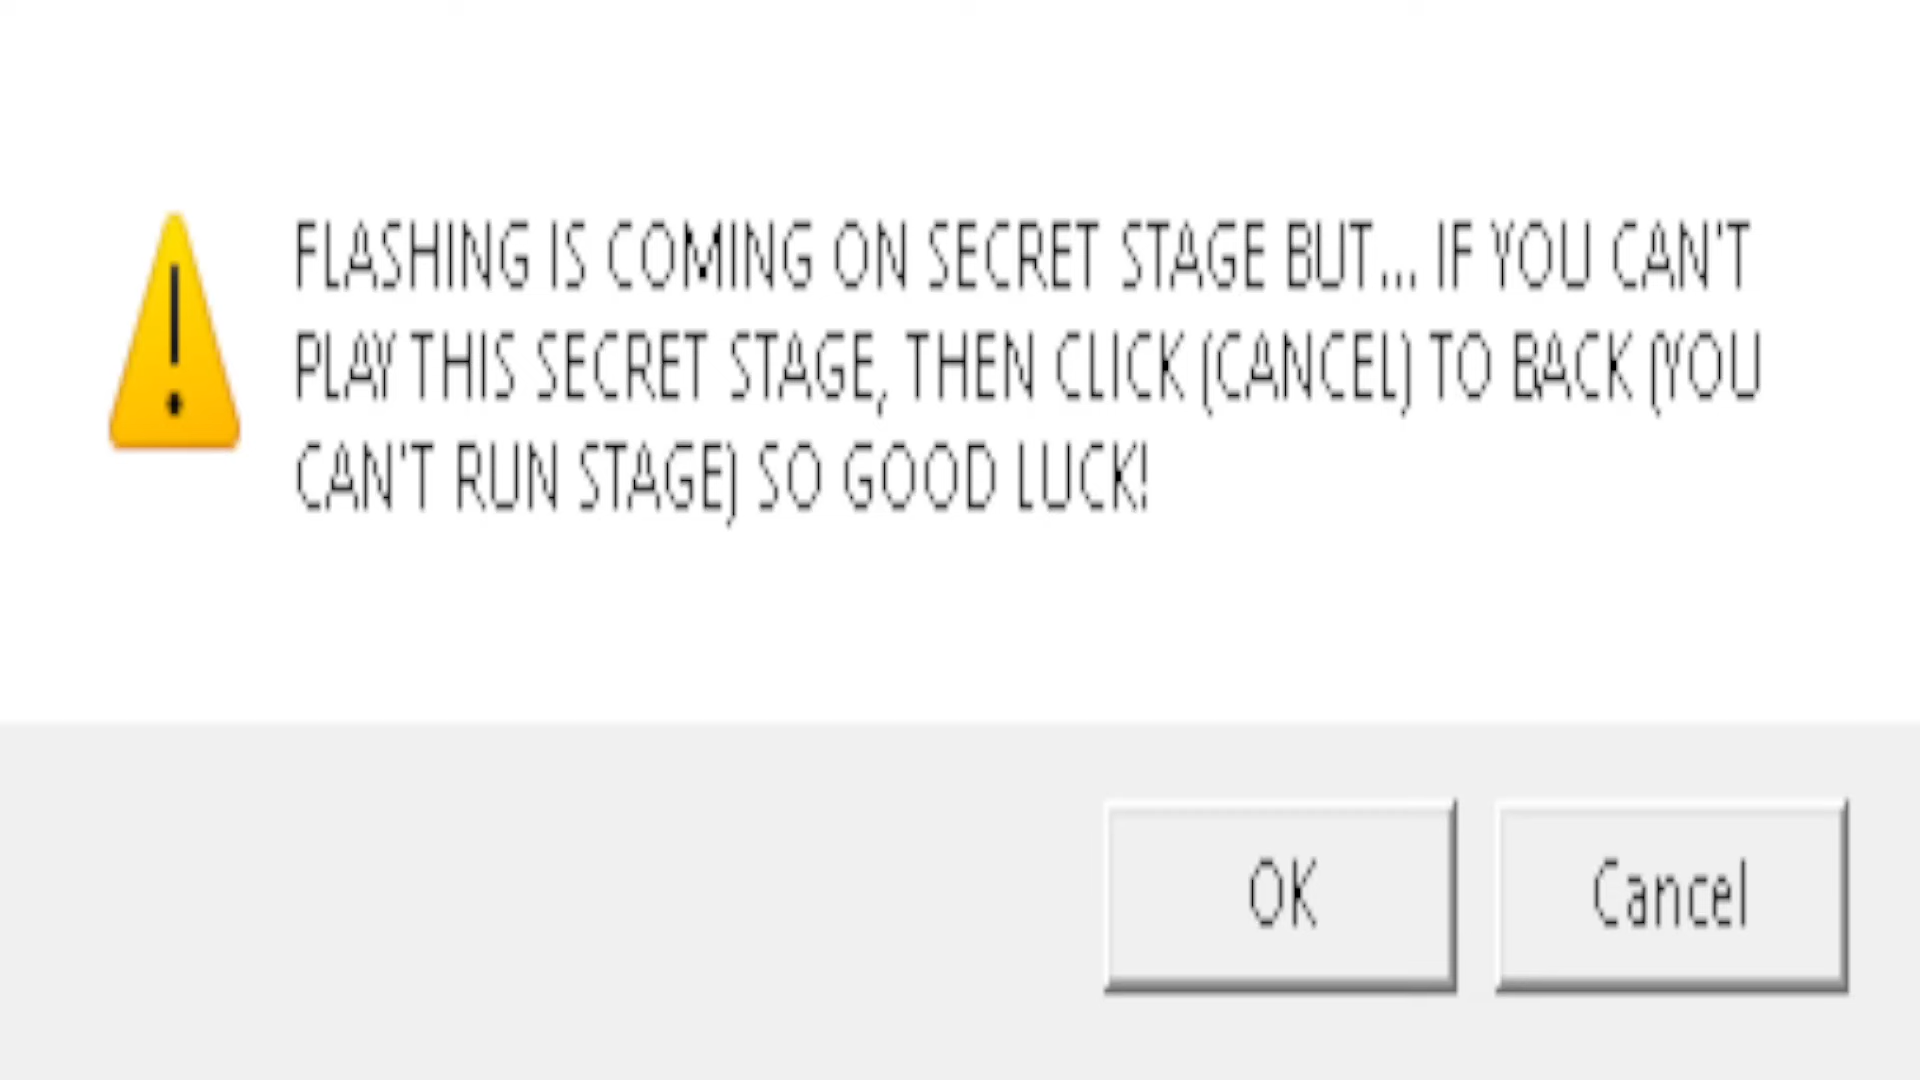 FLASHING IS COMING ON SECRET STAGE BUT... IF YOU CAN'T
PLAY THIS SECRET STAGE, THEN CLICK (CANCEL) TO BACK (YOU
CAN'T RUN STAGE) SO GOOD LUCK!
OK
Cancel